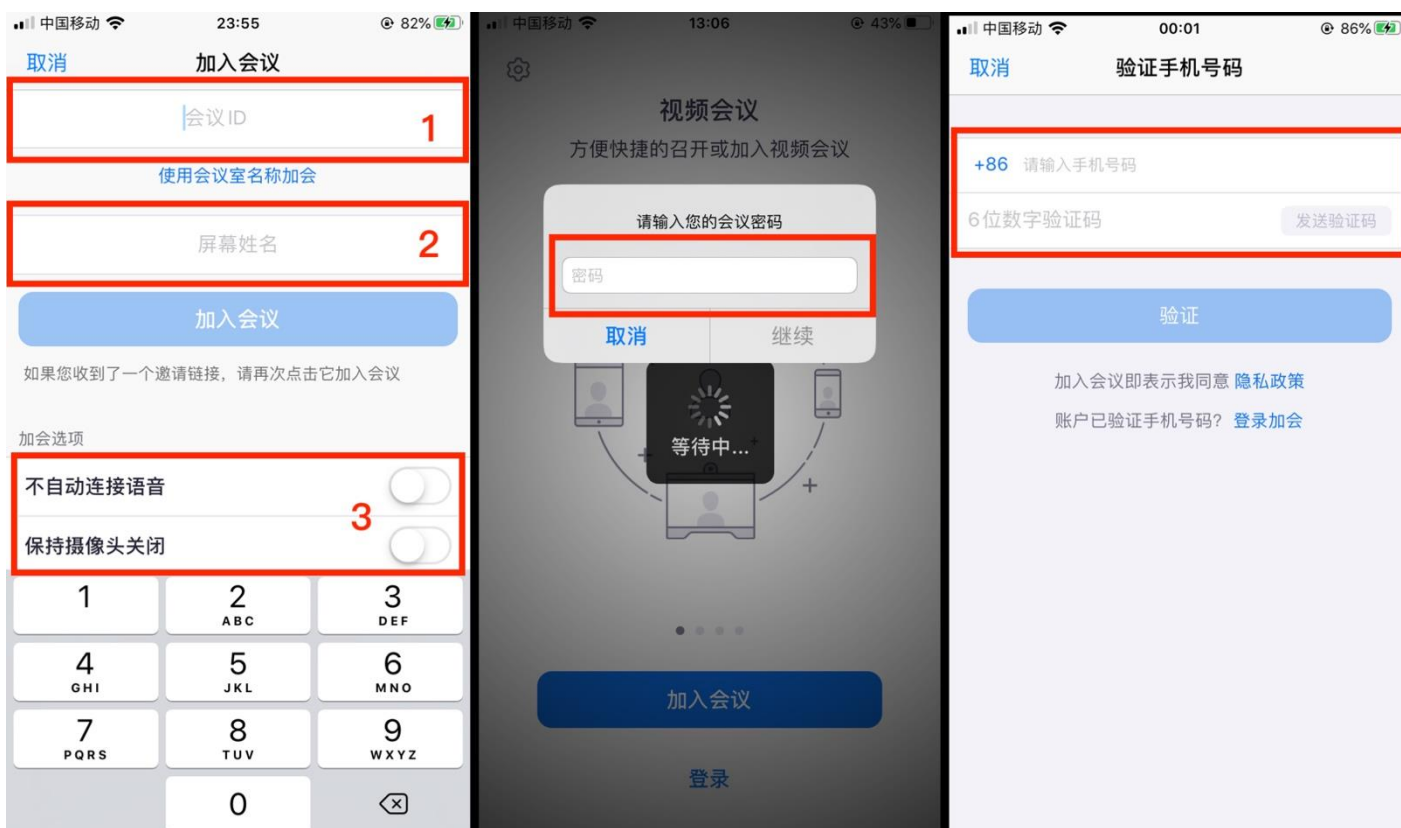 中国移动 23:55 82%
取消 加入会议
会议 ID
1
使用会议室名称加会
屏幕姓名
2
加入会议
如果您收到了一个邀请链接，请再次点击它加入会议
加会选项
不自动连接语音
3
保持摄像头关闭
1 2 3
ABC DEF
4 5 6
GHI JKL MNO
7 8 9
PQRS TUV WXYZ
0
中国移动 13:06 43%
视频会议
方便快捷的召开或加入视频会议
请输入您的会议密码
密码
取消 继续
等待中...
加入会议
登录
中国移动 00:01 86%
取消 验证手机号码
+86 请输入手机号码
6位数字验证码 发送验证码
验证
加入会议即表示我同意 隐私政策
账户已验证手机号码？ 登录加会